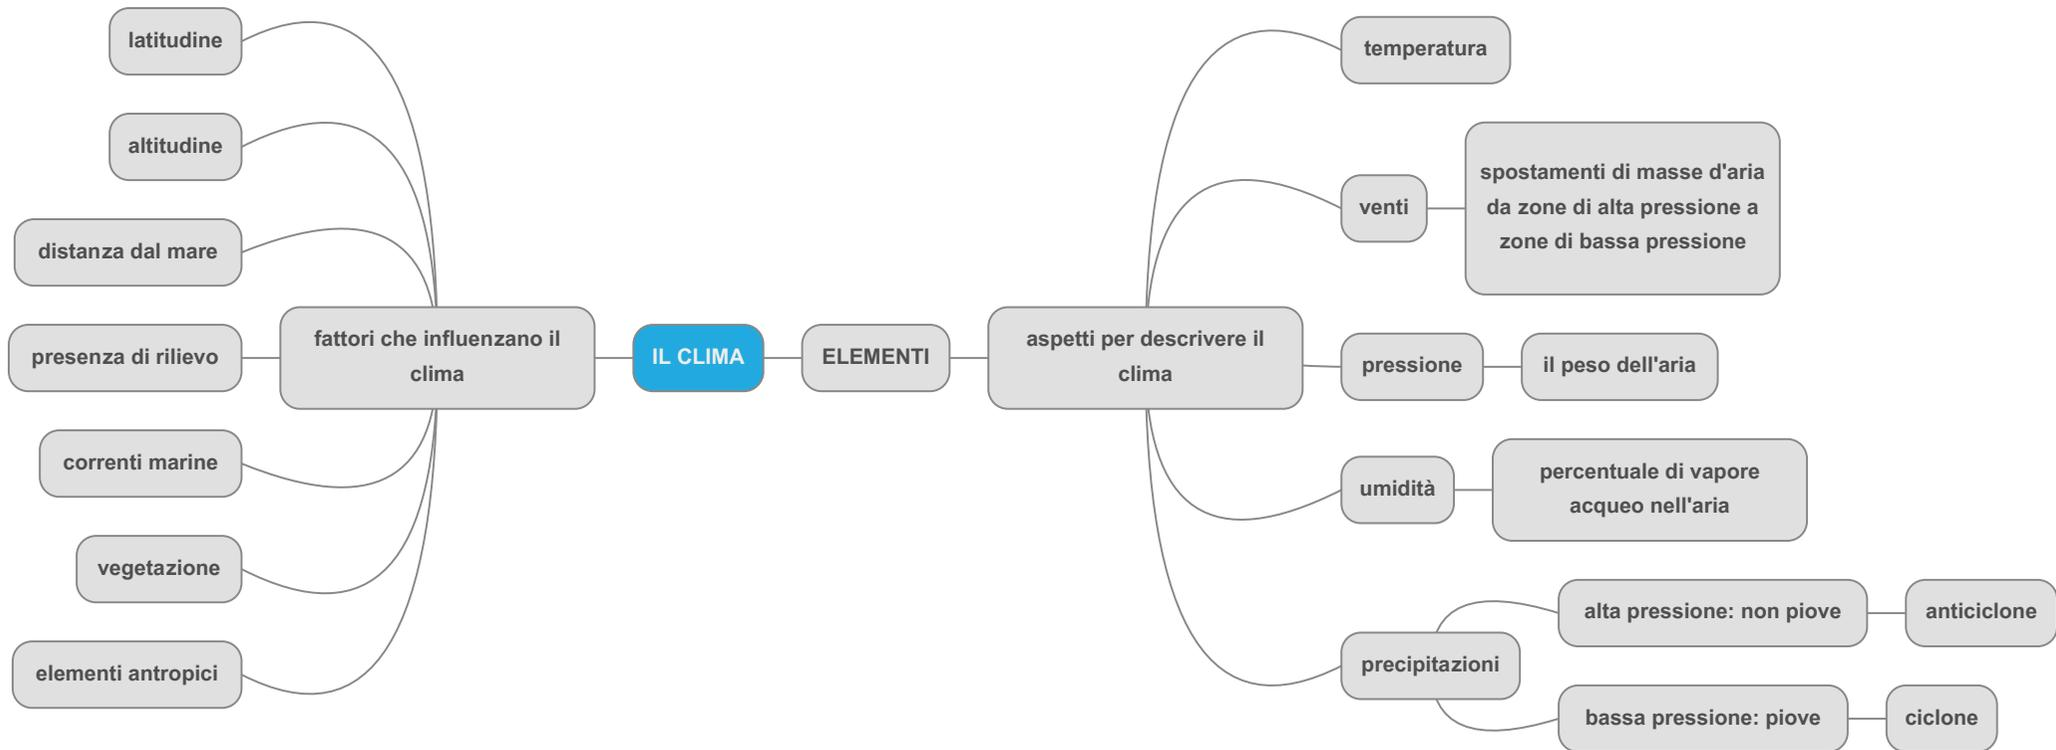 latitudine
altitudine
distanza dal mare
presenza di rilievo
correnti marine
vegetazione
elementi antropici
fattori che influenzano il
clima
IL CLIMA
ELEMENTI
aspetti per descrivere il
clima
temperatura
venti
spostamenti di masse d'aria
da zone di alta pressione a
zone di bassa pressione
pressione
il peso dell'aria
umidità
percentuale di vapore
acqueo nell'aria
precipitazioni
alta pressione: non piove
anticiclone
bassa pressione: piove
ciclone